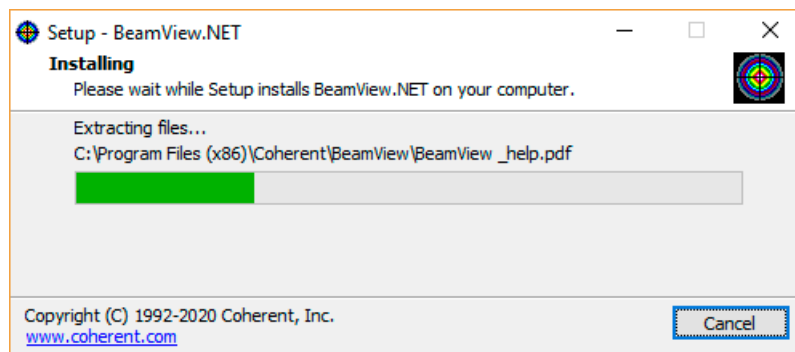 Setup - BeamView.NET
Installing
Please wait while Setup installs BeamView.NET on your computer.
Extracting files...
C:\Program Files (x86)\Coherent\BeamView\BeamView _help.pdf
Copyright (C) 1992-2020 Coherent, Inc.
www.coherent.com
Cancel